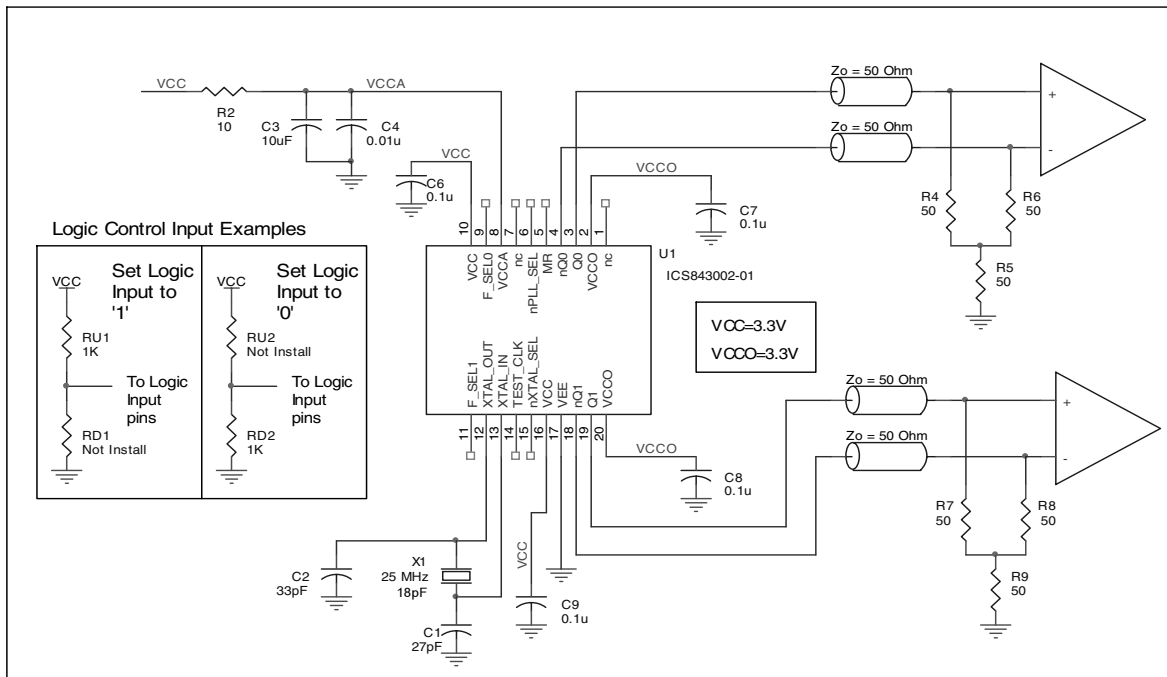 VCC
R2
10
VCCA
C3
10uF
C4
0.01u
VCC
C6
0.1u
VCCO
C7
0.1u
Zo = 50 Ohm
Zo = 50 Ohm
+
-
R4
50
R6
50
R5
50
10
9
8
7
6
5
4
3
2
1
VCC
F_SEL0
VCCA
nc
nPLL_SEL
MR
nQ0
Q0
VCCO
nc
U1
ICS843002-01
F_SEL1
XTAL_OUT
XTAL_IN
TEST_CLK
nXTAL_SEL
VCC
VEE
nQ1
Q1
VCCO
11
12
13
14
15
16
17
18
19
20
Logic Control Input Examples
Set Logic
Input to
'1'
VCC
RU1
1K
To Logic
Input
pins
RD1
Not Install
Set Logic
Input to
'0'
VCC
RU2
Not Install
To Logic
Input
pins
RD2
1K
VCC=3.3V
VCCO=3.3V
VCCO
C8
0.1u
Zo = 50 Ohm
Zo = 50 Ohm
+
-
R7
50
R8
50
R9
50
C2
33pF
X1
25 MHz
18pF
C1
27pF
VCC
C9
0.1u